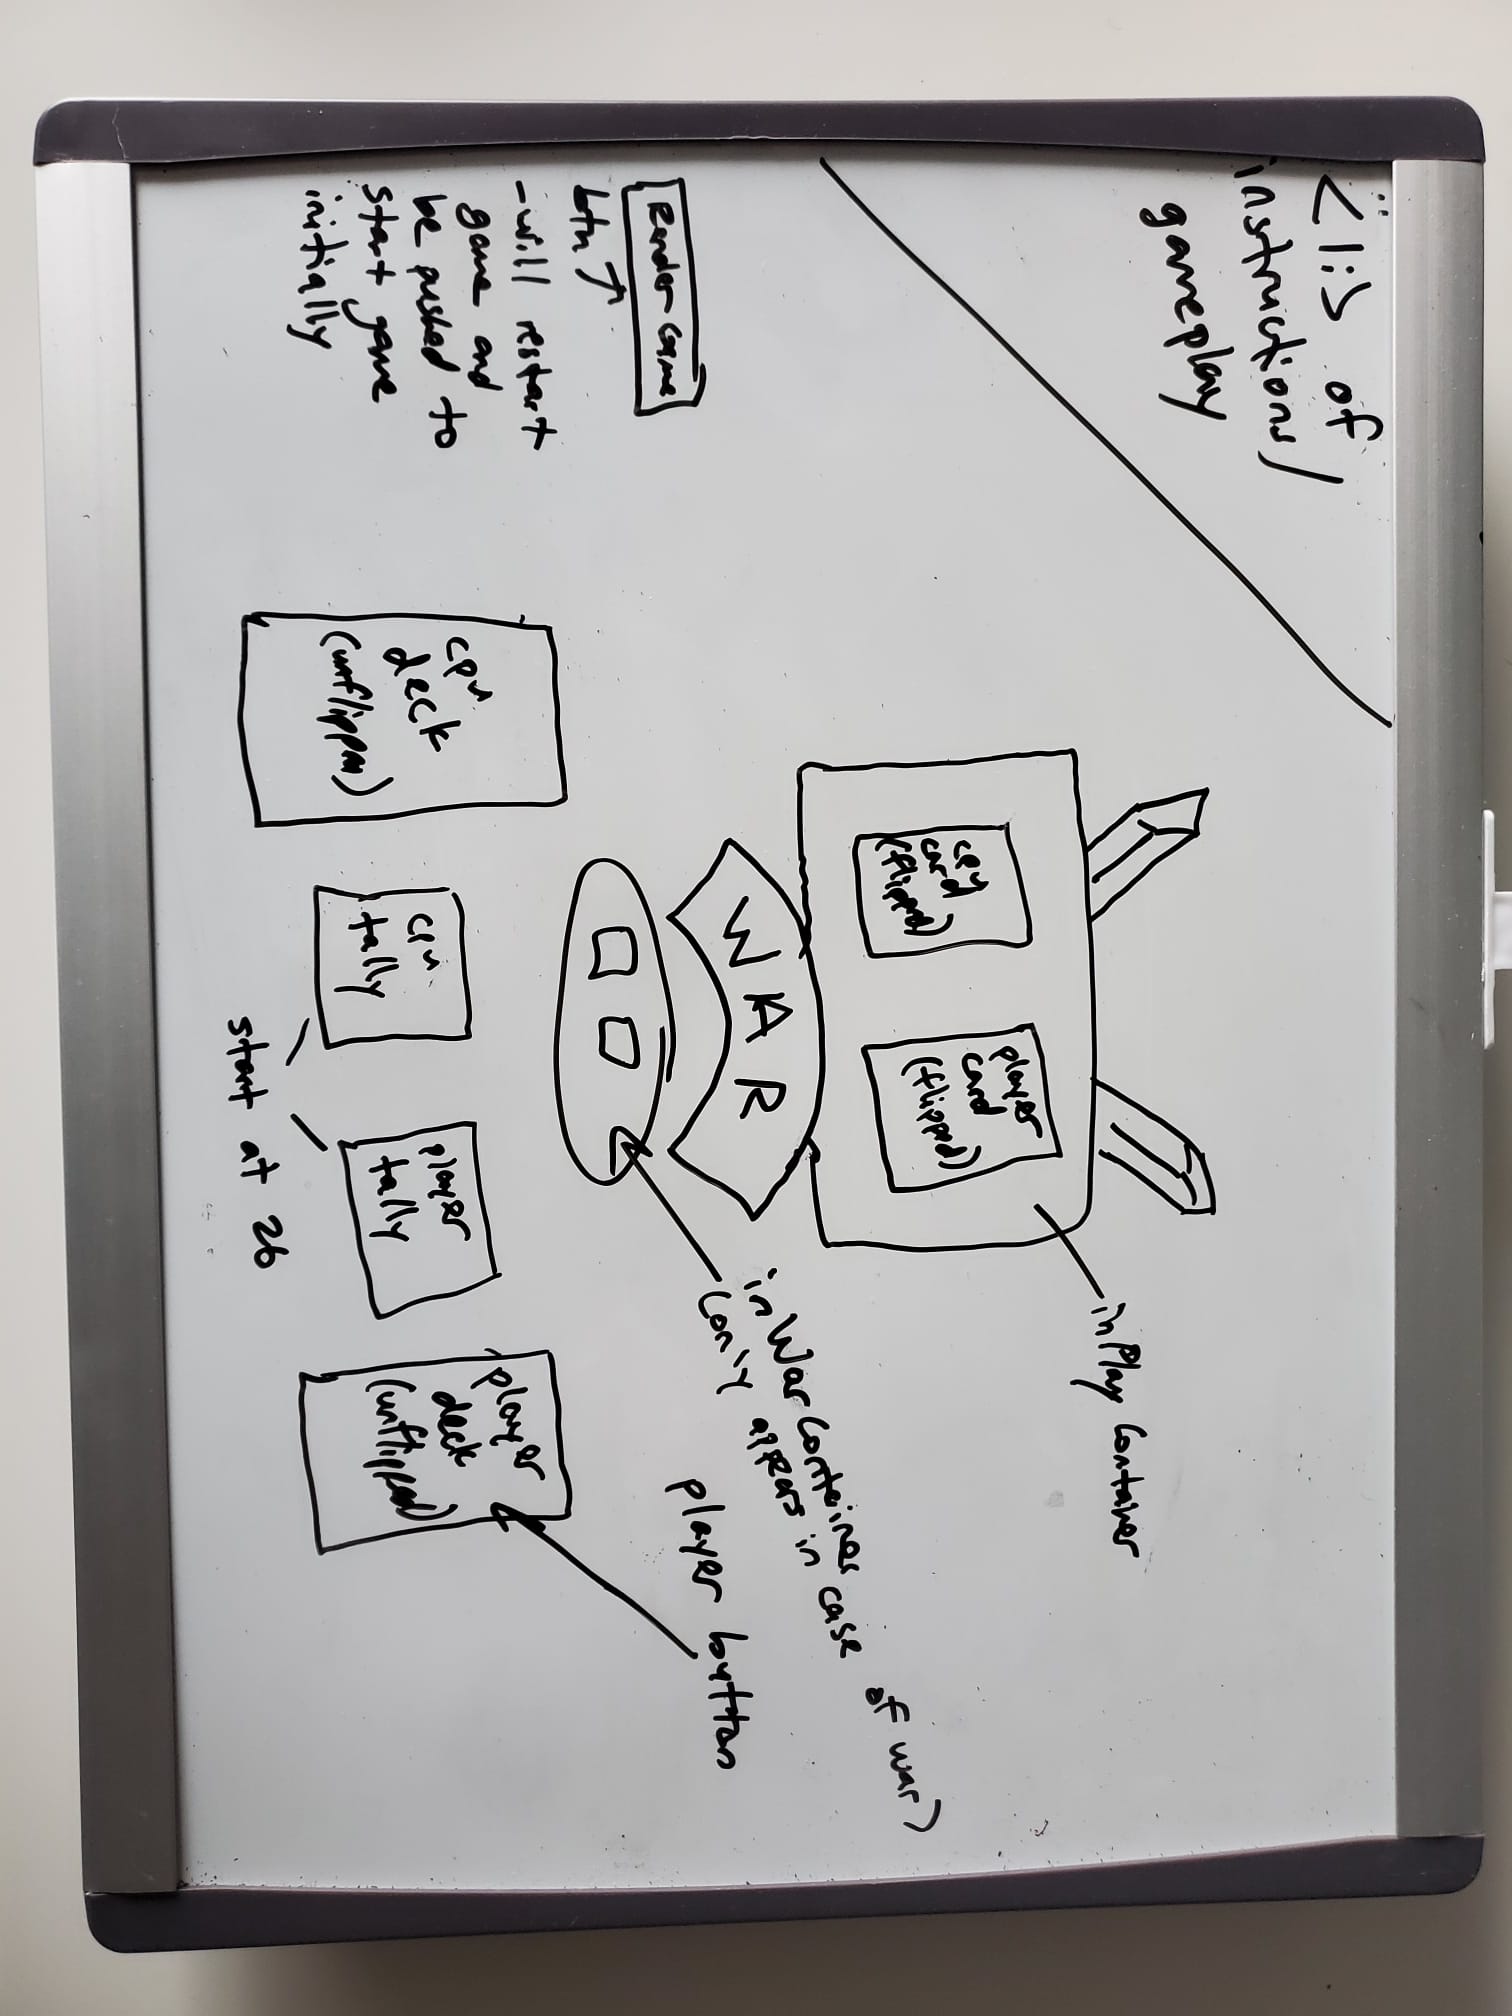 <li> of
instructions/
gameplay
cpu
card
(flipped)
player
card
(flipped)
inPlay Container
WAR
inWar Container
(only appears in case of war)
player button
Render Game
btn ↑
- will restart
game and
be pushed to
start game
initially
cpu
deck
(unflipped)
cpu
tally
player
tally
player
deck
(unflipped)
start at 26